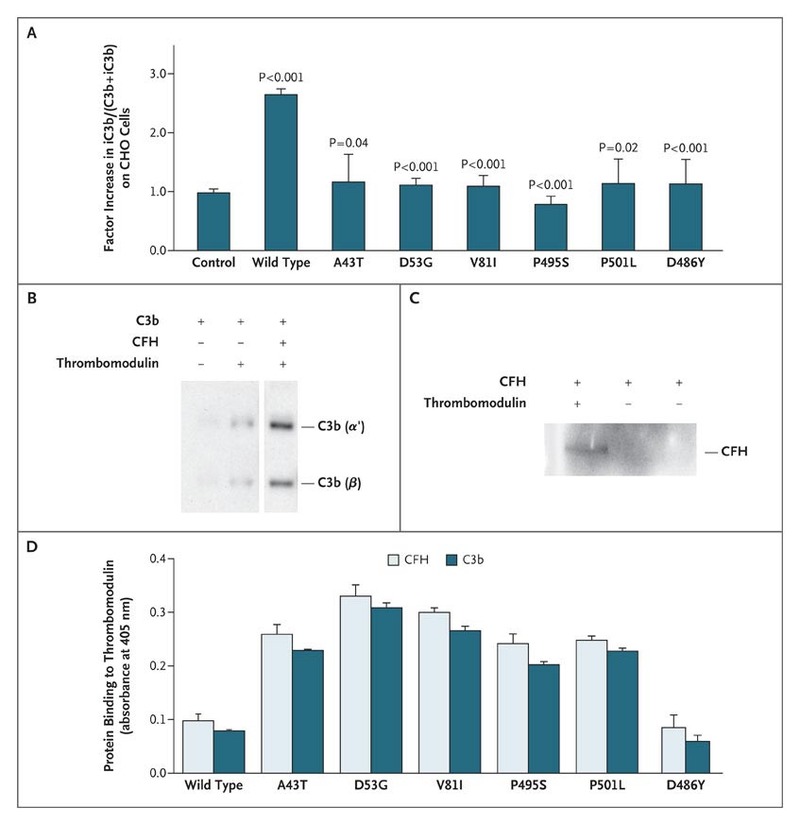 A
Factor Increase in iC3b/(C3b+iC3b)
on CHO Cells
3.0
2.0
1.0
0.0
P<0.001
P=0.04
P<0.001
P<0.001
P<0.001
P=0.02
P<0.001
Control Wild Type A43T D53G V81I P495S P501L D486Y
B
C3b + + +
CFH – – +
Thrombomodulin – + +
C3b (α')
C3b (β)
C
CFH + + +
Thrombomodulin + – –
CFH
D
Protein Binding to Thrombomodulin
(absorbance at 405 nm)
0.4
0.3
0.2
0.1
0.0
CFH C3b
Wild Type A43T D53G V81I P495S P501L D486Y